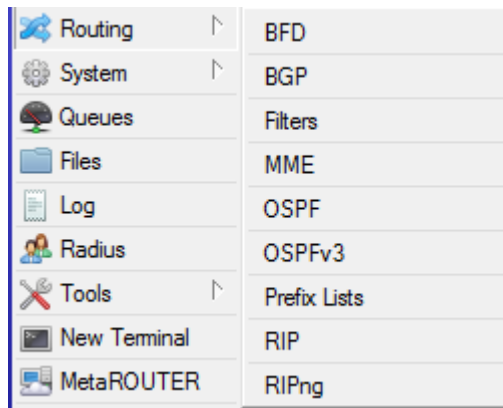 Routing
System
Queues
Files
Log
Radius
Tools
New Terminal
MetaROUTER
BFD
BGP
Filters
MME
OSPF
OSPFv3
Prefix Lists
RIP
RIPng